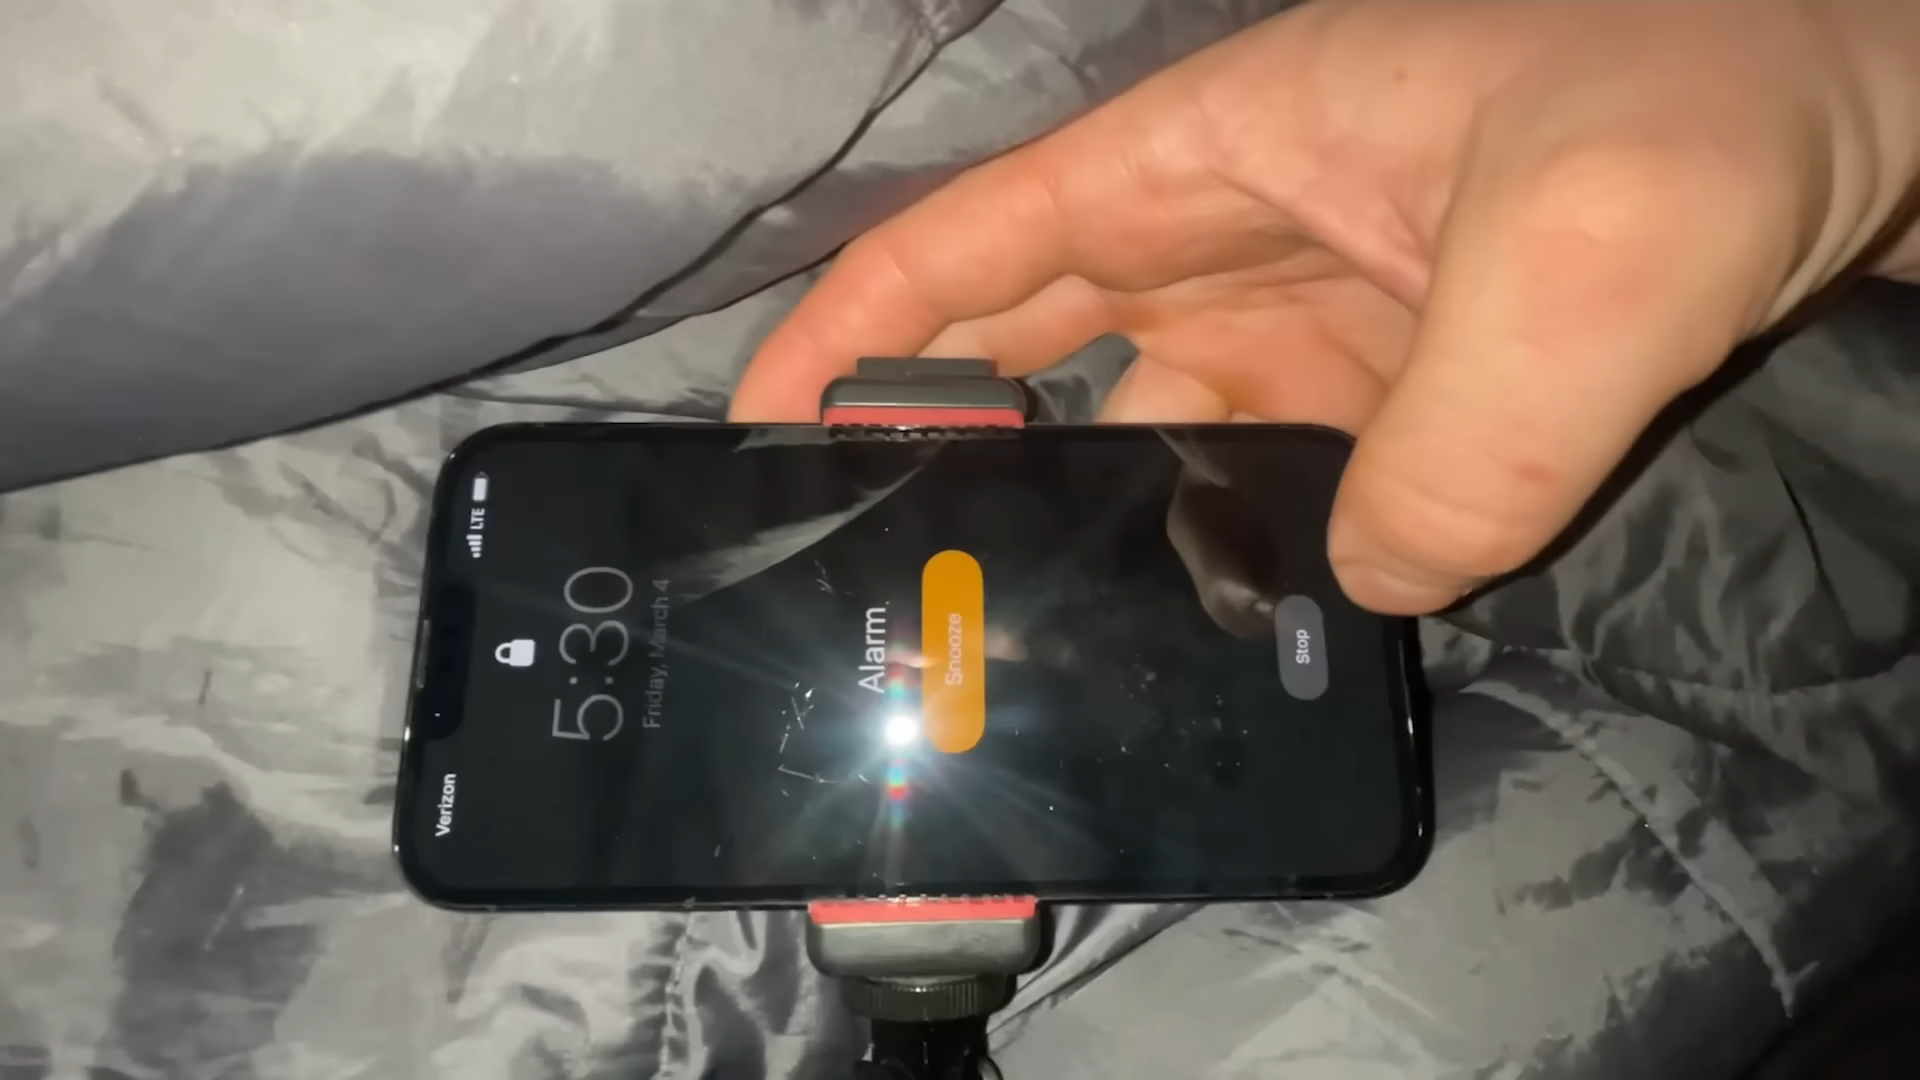 Verizon
LTE
5:30
Friday, March 4
Alarm
Snooze
Stop